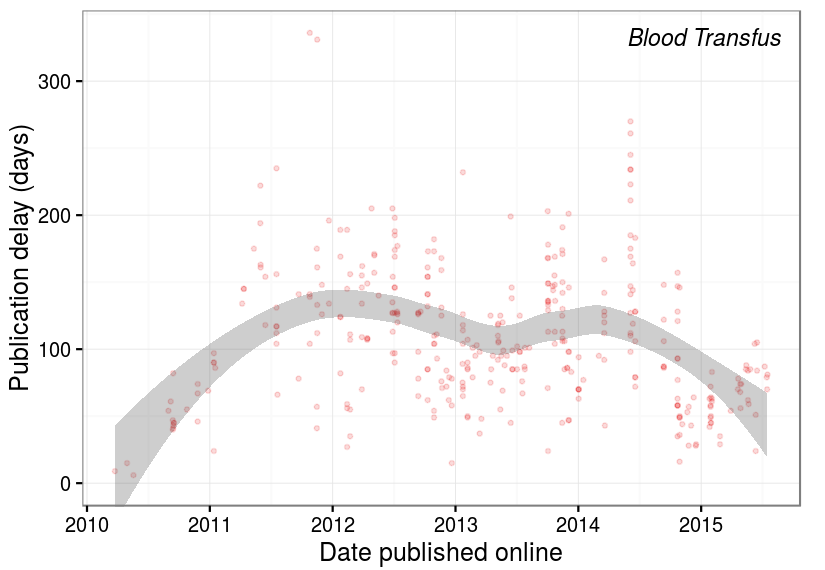 Blood Transfus
Publication delay (days)
300
200
100
0
2010 2011 2012 2013 2014 2015
Date published online